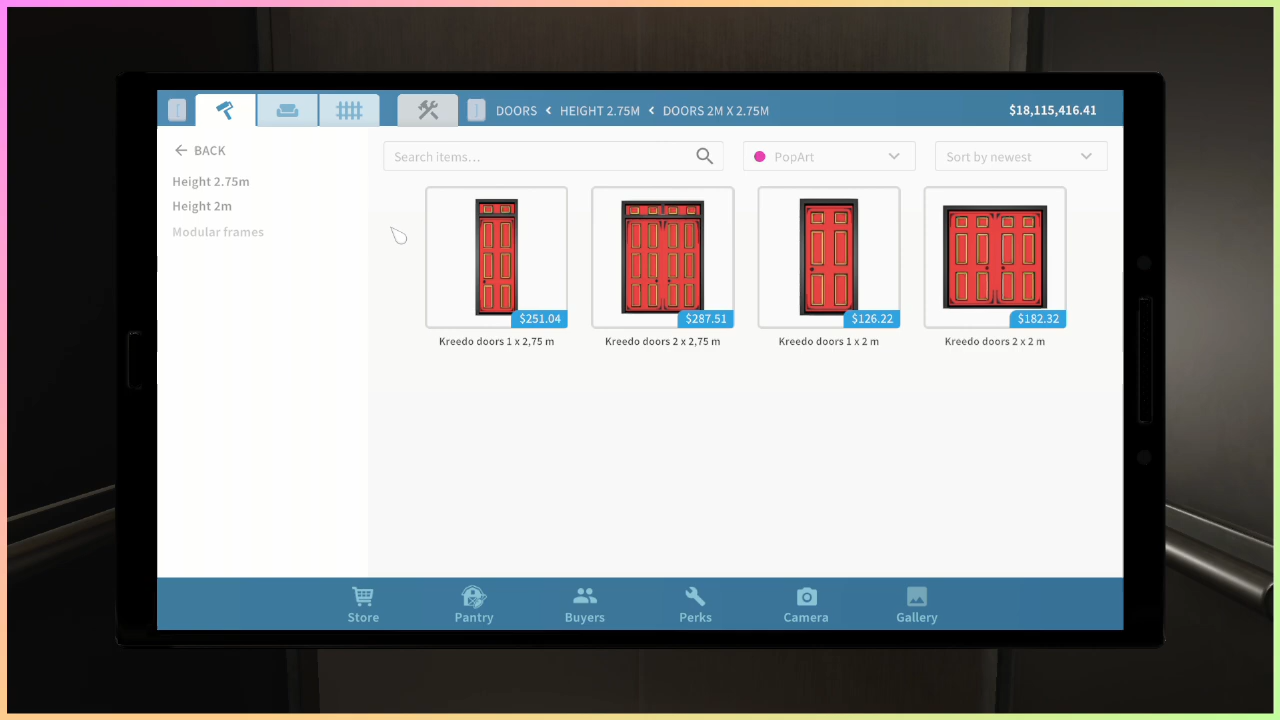 DOORS < HEIGHT 2.75M < DOORS 2M X 2.75M
$18,115,416.41
BACK
Height 2.75m
Height 2m
Modular frames
Search items...
PopArt
Sort by newest
$251.04
$287.51
$126.22
$182.32
Kreedo doors 1 x 2,75 m
Kreedo doors 2 x 2,75 m
Kreedo doors 1 x 2 m
Kreedo doors 2 x 2 m
Store
Pantry
Buyers
Perks
Camera
Gallery